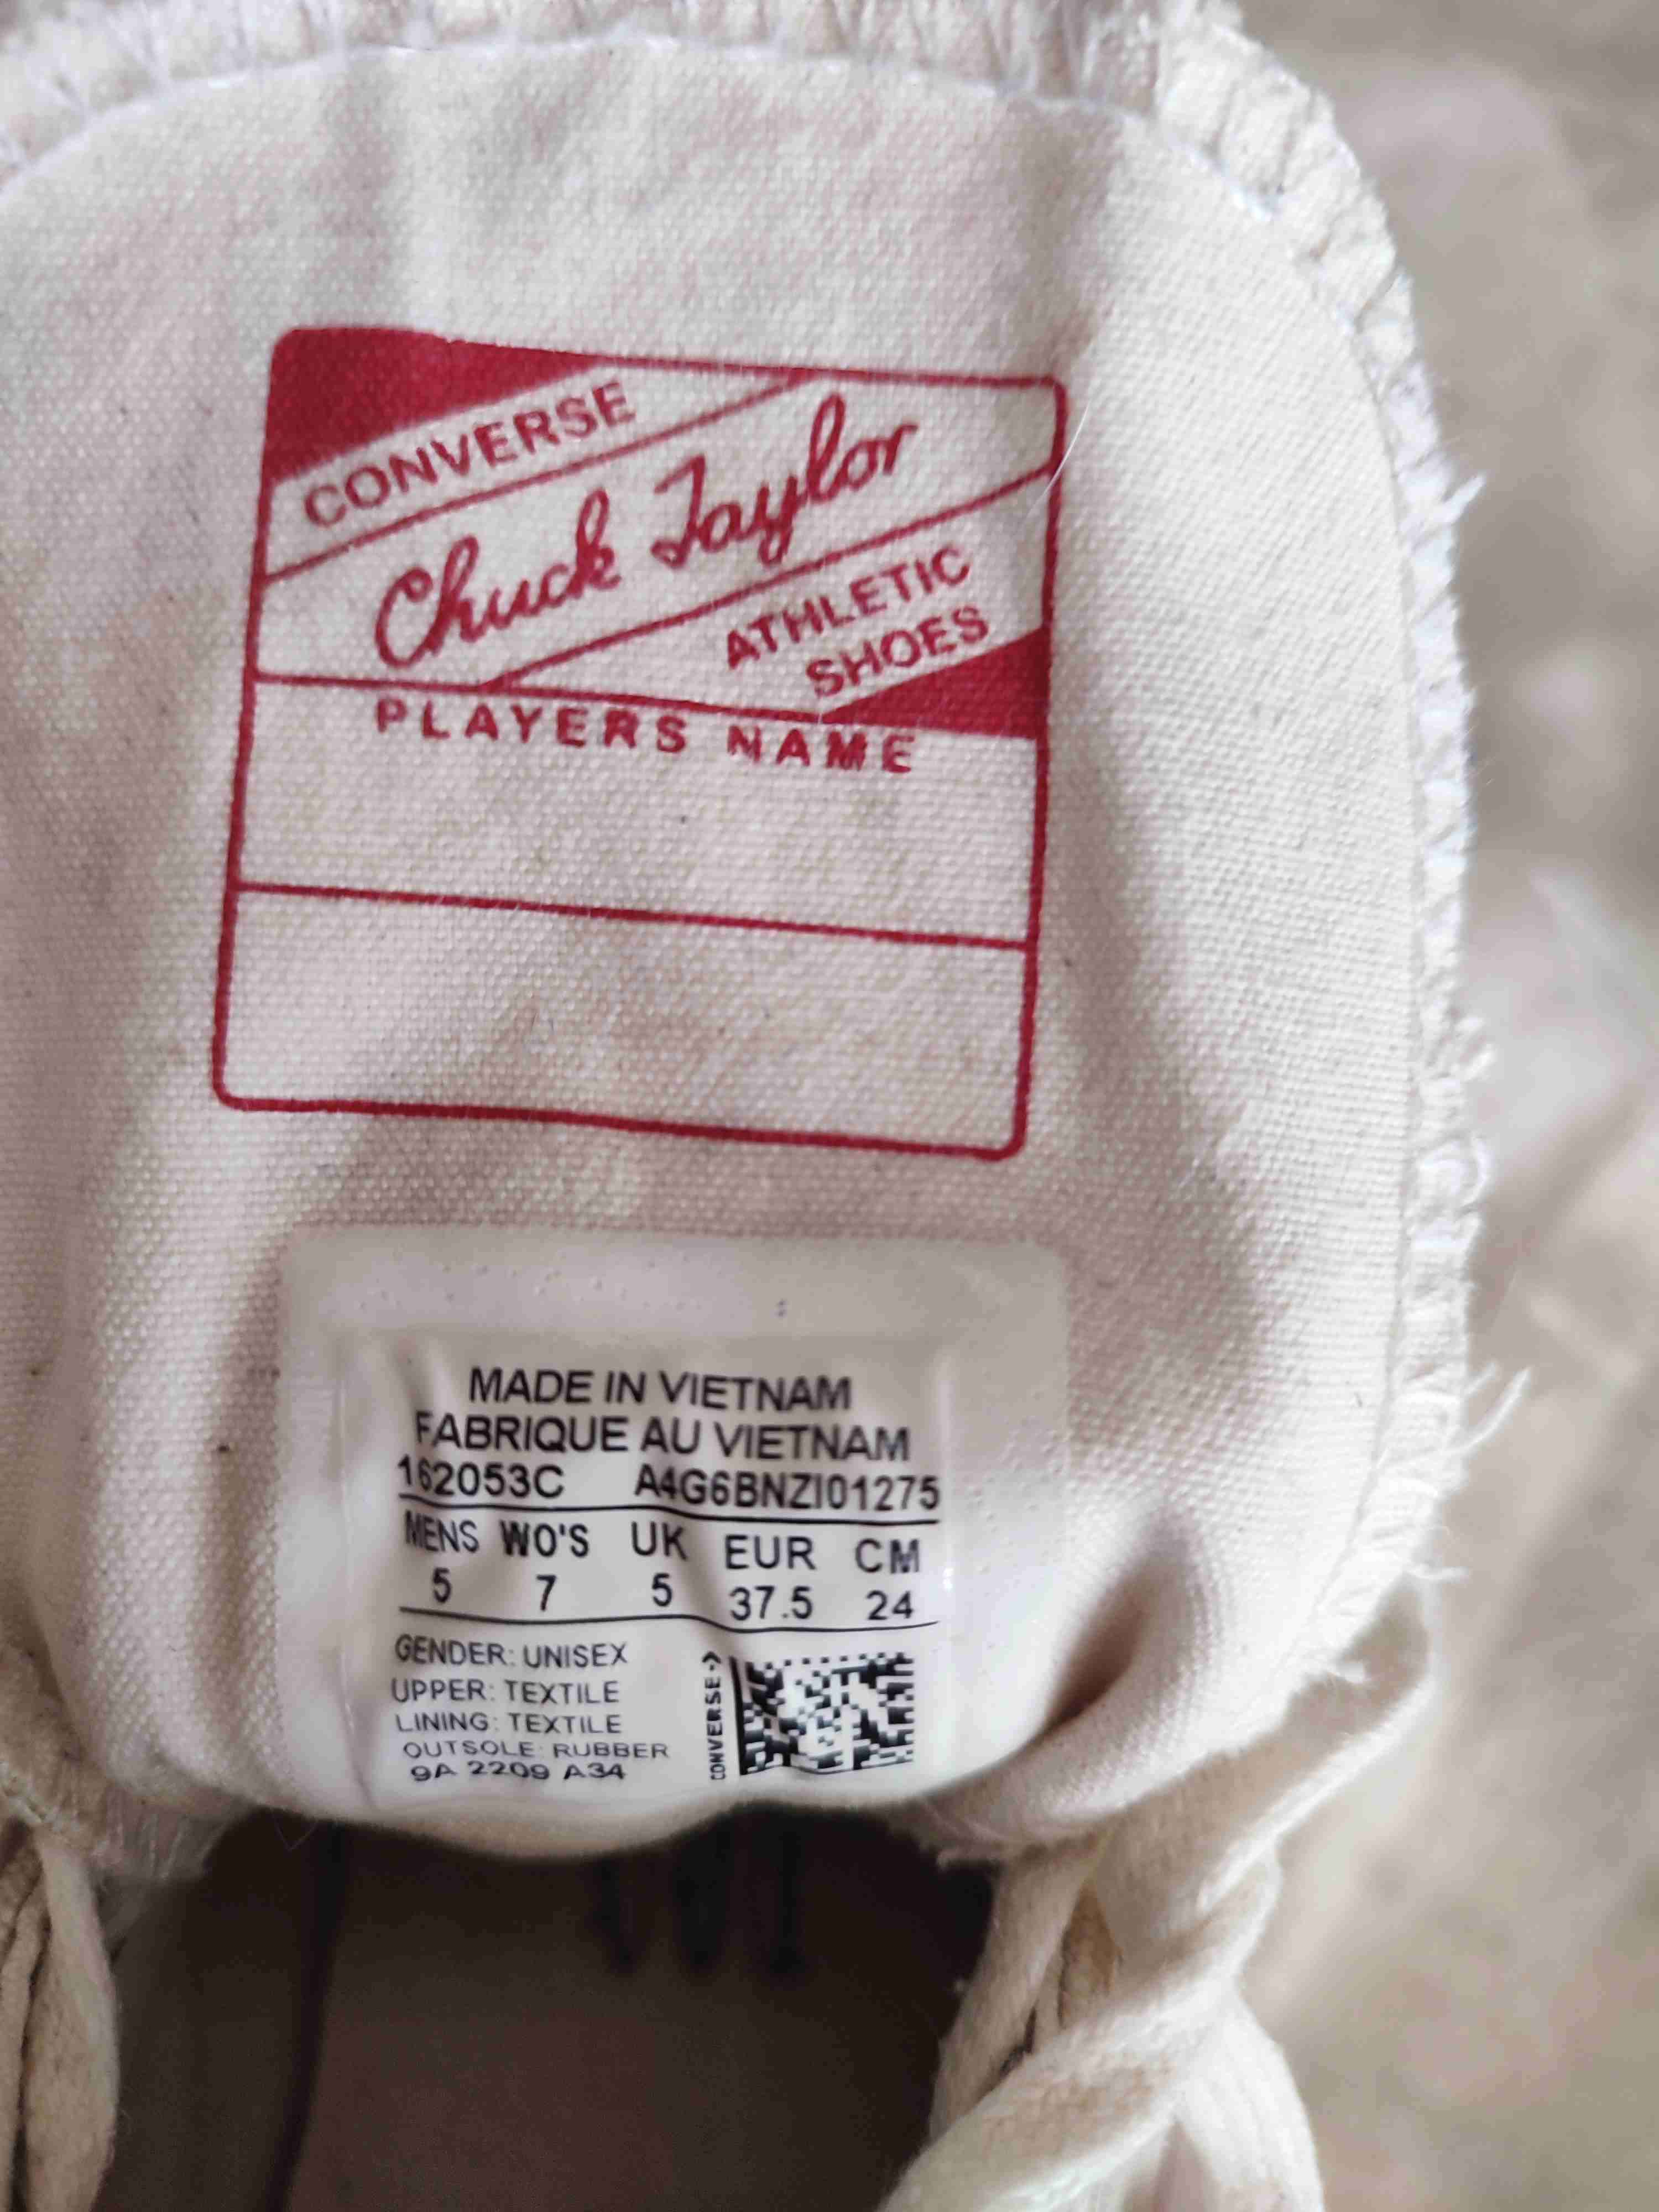 CONVERSE
Chuck Taylor
ATHLETIC
SHOES
PLAYERS NAME
MADE IN VIETNAM
FABRIQUE AU VIETNAM
162053C A4G6BNZI01275
MENS WO'S UK EUR CM
5 7 5 37.5 24
GENDER: UNISEX
UPPER: TEXTILE
LINING: TEXTILE
OUTSOLE: RUBBER
9A 2209 A34
CONVERSE